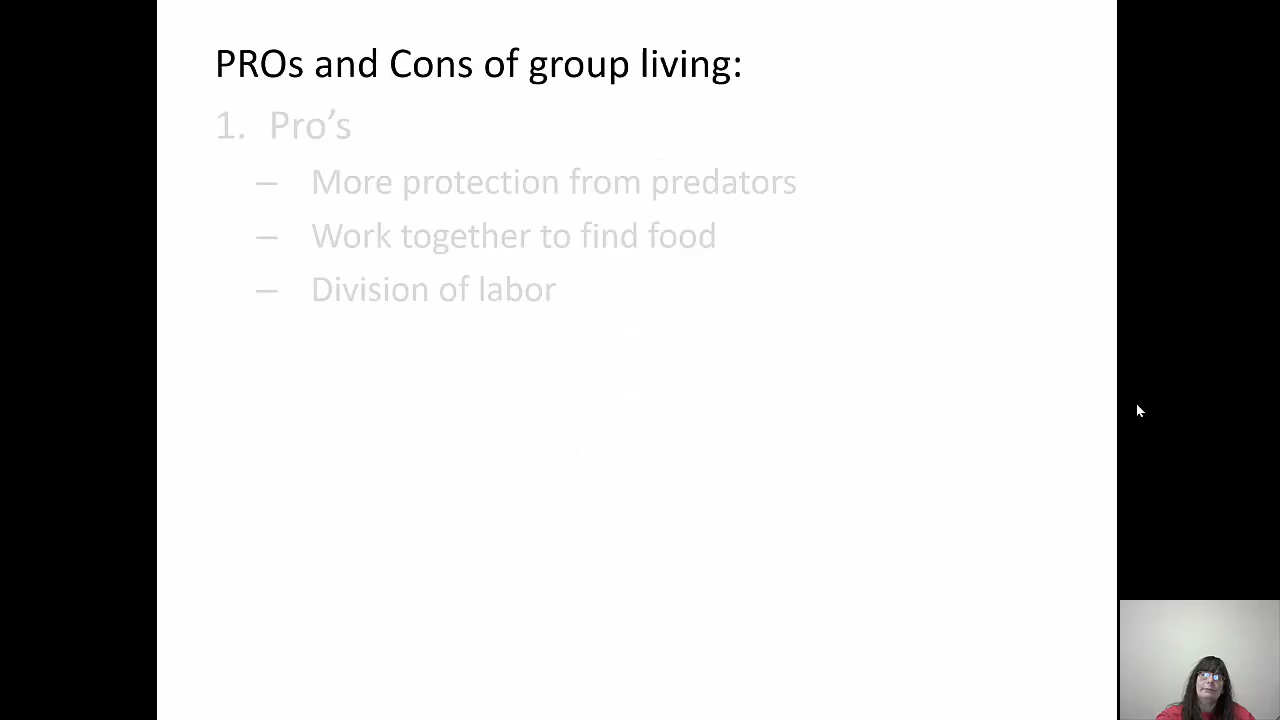 PROs and Cons of group living:
1. Pro’s
– More protection from predators
– Work together to find food
– Division of labor